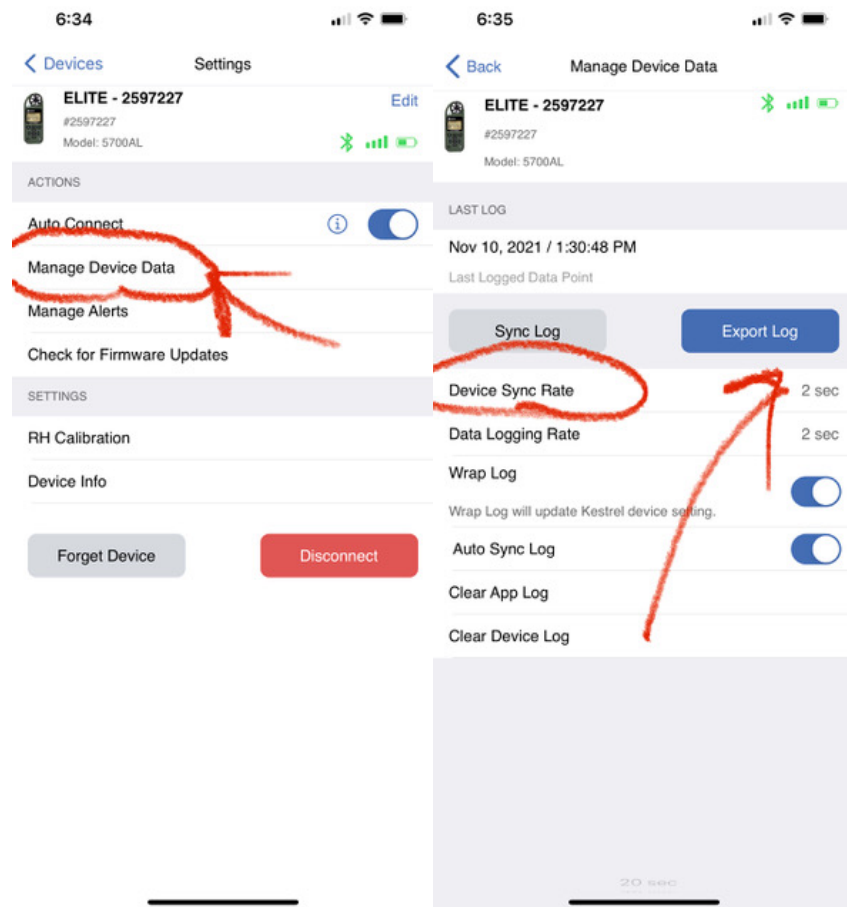 6:34
Devices
Settings
ELITE - 2597227
Edit
#2597227
Model: 5700AL
ACTIONS
Auto Connect
Manage Device Data
Manage Alerts
Check for Firmware Updates
SETTINGS
RH Calibration
Device Info
Forget Device
Disconnect
6:35
Back
Manage Device Data
ELITE - 2597227
#2597227
Model: 5700AL
LAST LOG
Nov 10, 2021 / 1:30:48 PM
Last Logged Data Point
Sync Log
Export Log
Device Sync Rate
2 sec
Data Logging Rate
2 sec
Wrap Log
Wrap Log will update Kestrel device setting.
Auto Sync Log
Clear App Log
Clear Device Log
20 sec